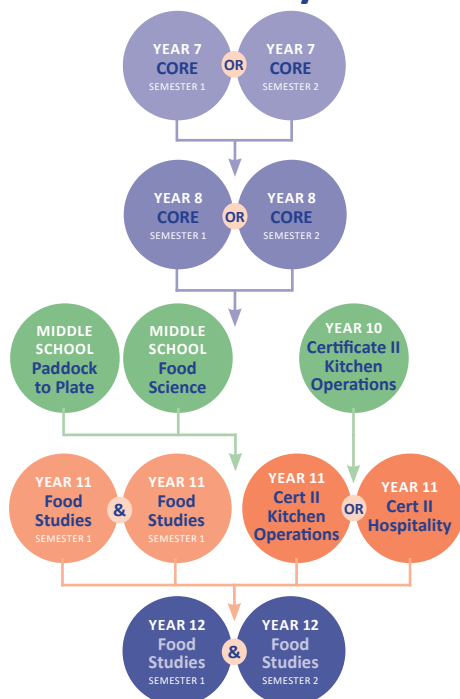 YEAR 7
CORE
SEMESTER 1
OR
YEAR 7
CORE
SEMESTER 2
YEAR 8
CORE
SEMESTER 1
OR
YEAR 8
CORE
SEMESTER 2
MIDDLE
SCHOOL
Paddock
to Plate
MIDDLE
SCHOOL
Food
Science
YEAR 10
Certificate II
Kitchen
Operations
YEAR 11
Food
Studies
SEMESTER 1
&
YEAR 11
Food
Studies
SEMESTER 1
YEAR 11
Cert II
Kitchen
Operations
OR
YEAR 11
Cert II
Hospitality
YEAR 12
Food
Studies
SEMESTER 1
&
YEAR 12
Food
Studies
SEMESTER 2